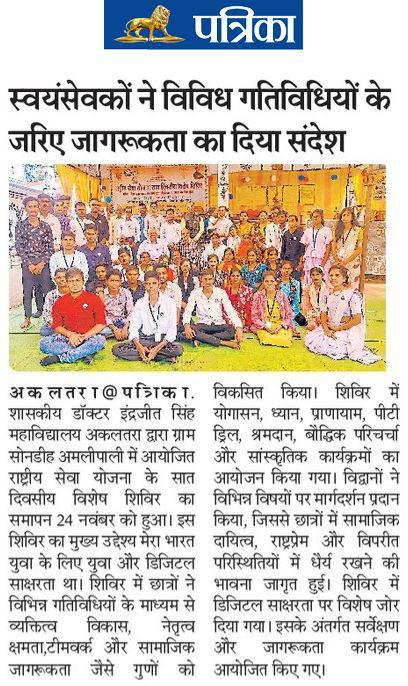 पत्रिका
स्वयंसेवकों ने विविध गतिविधियों के
जरिए जागरूकता का दिया संदेश
अकलतरा@पत्रिका.
शासकीय डॉक्टर इंद्रजीत सिंह
महाविद्यालय अकलतरा द्वारा ग्राम
सोनडीह अमलीपाली में आयोजित
राष्ट्रीय सेवा योजना के सात
दिवसीय विशेष शिविर का
समापन 24 नवंबर को हुआ। इस
शिविर का मुख्य उद्देश्य मेरा भारत
युवा के लिए युवा और डिजिटल
साक्षरता था। शिविर में छात्रों ने
विभिन्न गतिविधियों के माध्यम से
व्यक्तित्व विकास, नेतृत्व
क्षमता,टीमवर्क और सामाजिक
जागरूकता जैसे गुणों को
विकसित किया। शिविर में
योगासन, ध्यान, प्राणायाम, पीटी
ड्रिल, श्रमदान, बौद्धिक परिचर्चा
और सांस्कृतिक कार्यक्रमों का
आयोजन किया गया। विद्वानों ने
विभिन्न विषयों पर मार्गदर्शन प्रदान
किया, जिससे छात्रों में सामाजिक
दायित्व, राष्ट्रप्रेम और विपरीत
परिस्थितियों में धैर्य रखने की
भावना जागृत हुई। शिविर में
डिजिटल साक्षरता पर विशेष जोर
दिया गया। इसके अंतर्गत सर्वेक्षण
और जागरूकता कार्यक्रम
आयोजित किए गए।